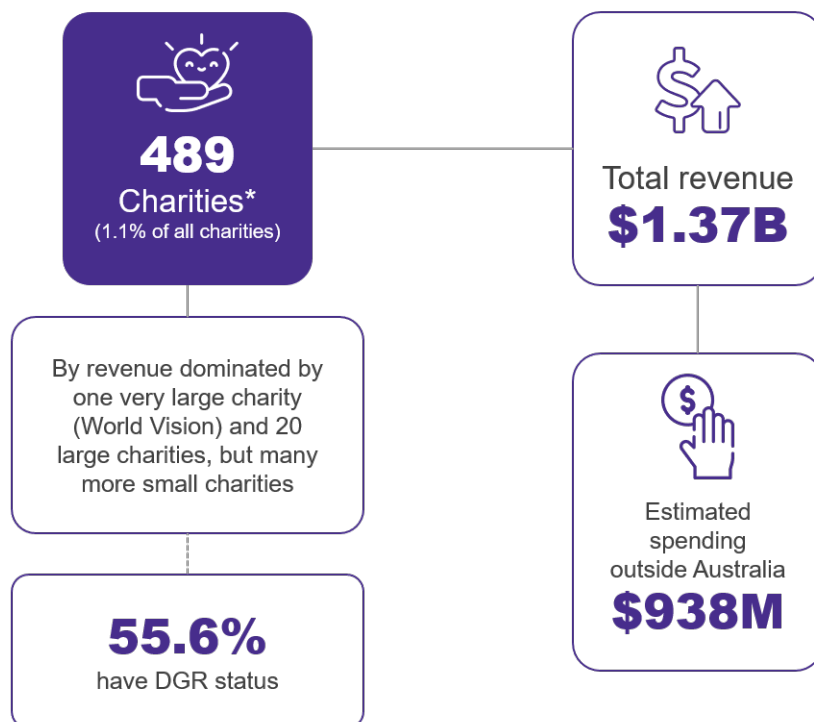 489
Charities*
(1.1% of all charities)
Total revenue
$1.37B
By revenue dominated by
one very large charity
(World Vision) and 20
large charities, but many
more small charities
$
Estimated
spending
outside Australia
$938M
55.6%
have DGR status